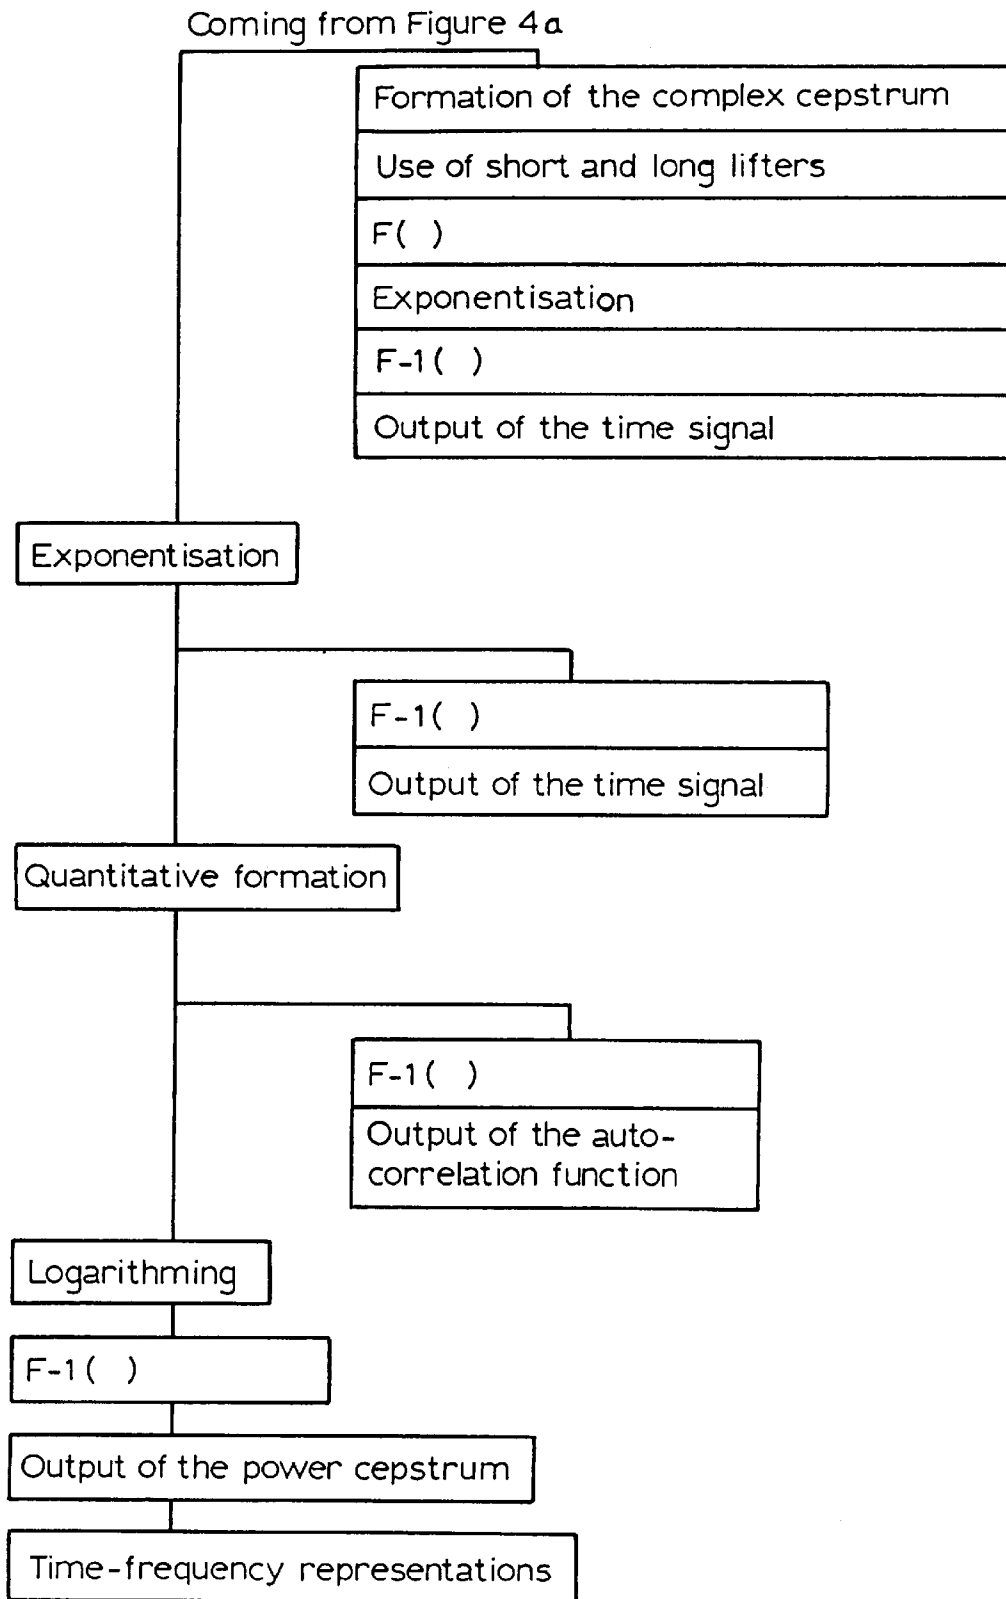 Coming from Figure 4a
Formation of the complex cepstrum
Use of short and long lifters
F( )
Exponentisation
F-1( )
Output of the time signal
Exponentisation
F-1( )
Output of the time signal
Quantitative formation
F-1( )
Output of the auto-
correlation function
Logarithming
F-1( )
Output of the power cepstrum
Time-frequency representations